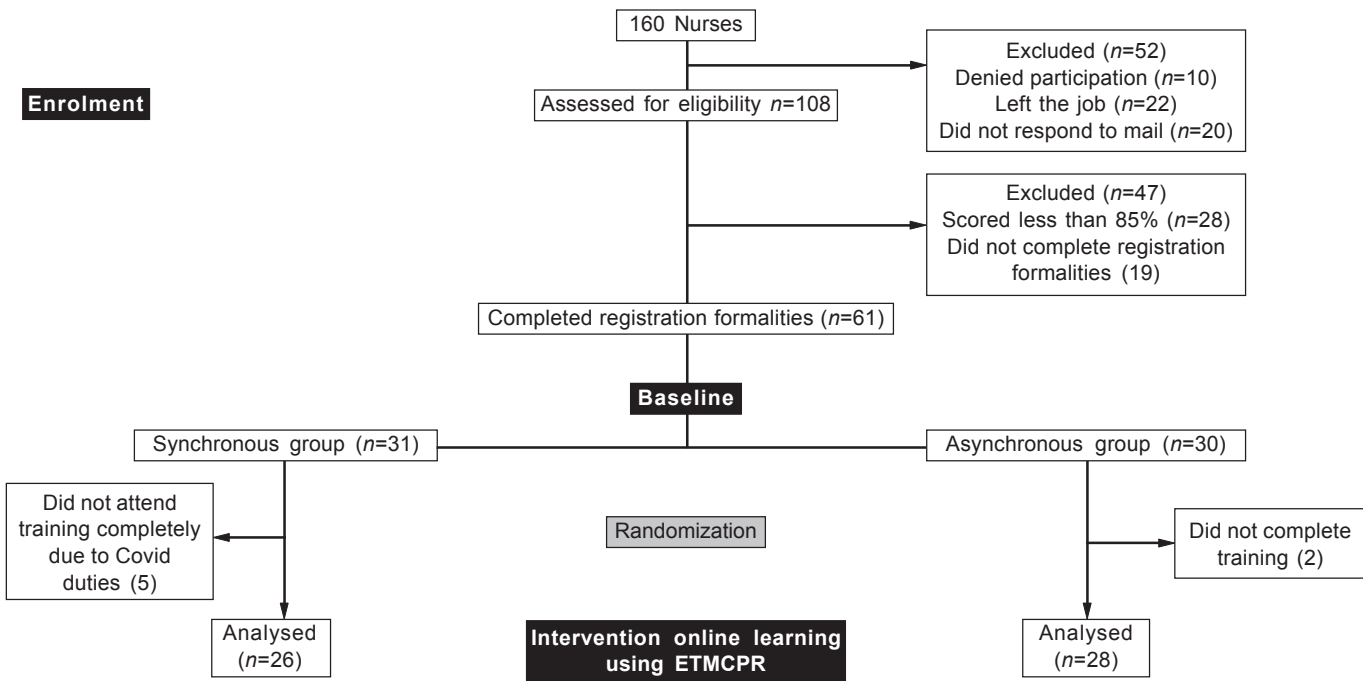 160 Nurses
Excluded (n=52)
Denied participation (n=10)
Left the job (n=22)
Did not respond to mail (n=20)
Enrolment
Assessed for eligibility n=108
Excluded (n=47)
Scored less than 85% (n=28)
Did not complete registration
formalities (19)
Completed registration formalities (n=61)
Baseline
Synchronous group (n=31)
Asynchronous group (n=30)
Did not attend
training completely
due to Covid
duties (5)
Randomization
Did not complete
training (2)
Analysed
(n=26)
Intervention online learning
using ETMCPR
Analysed
(n=28)